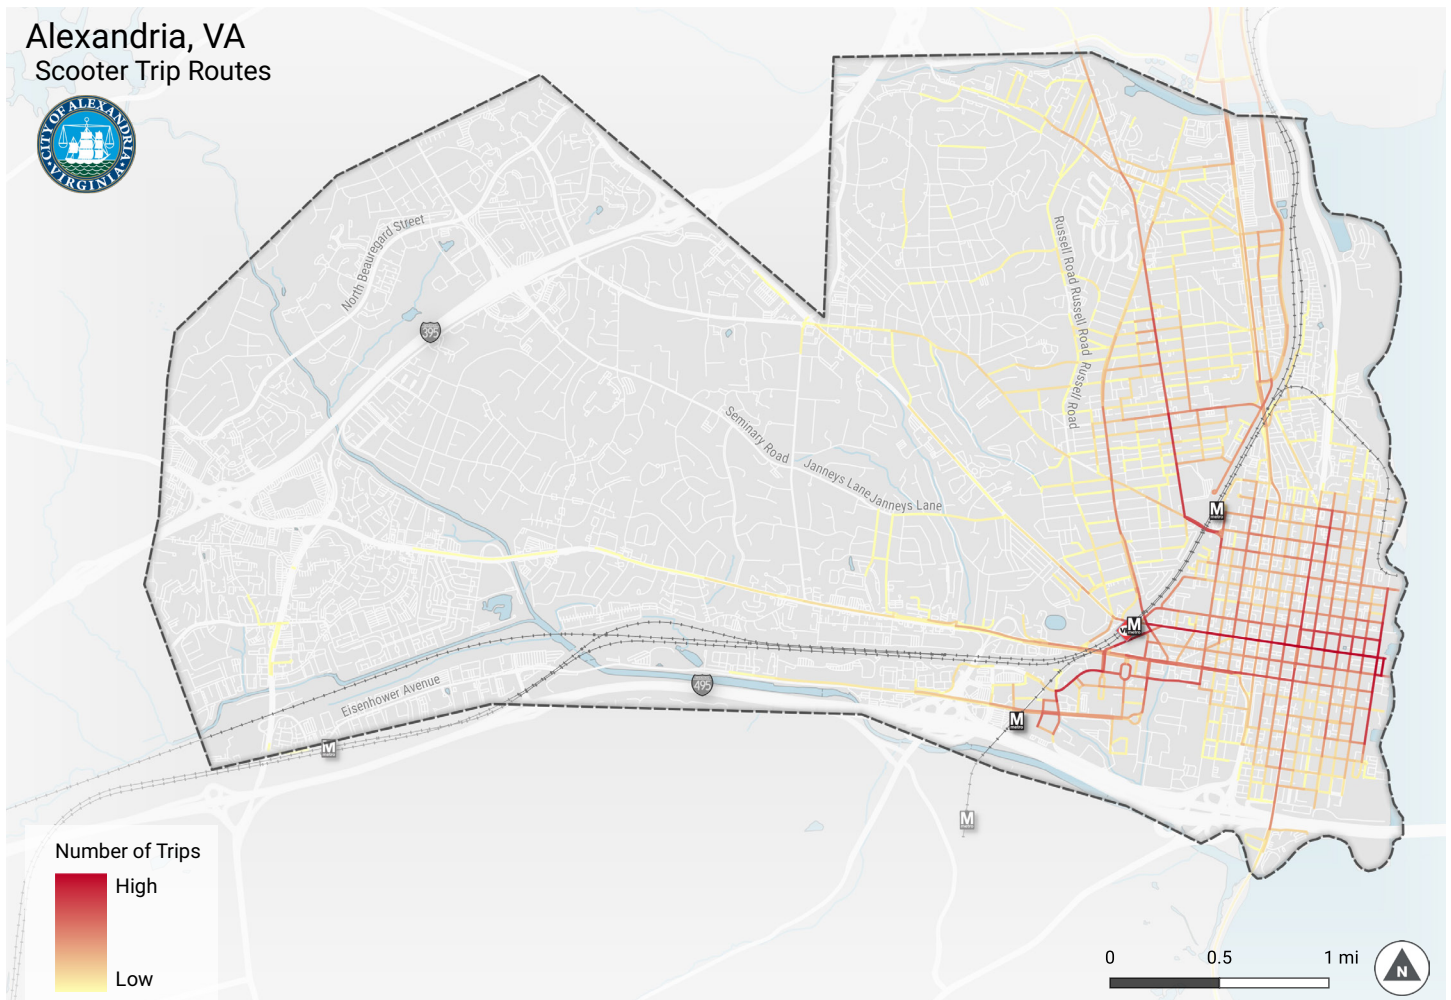 Alexandria, VA
Scooter Trip Routes
CITY OF ALEXANDRIA
VIRGINIA
North Beauregard Street
495
Russell Road Russell Road Russell Road
Seminary Road
Janneys Lane Janneys Lane
M
M
M
Eisenhower Avenue
495
M
M
Number of Trips
High
Low
0 0.5 1 mi
N